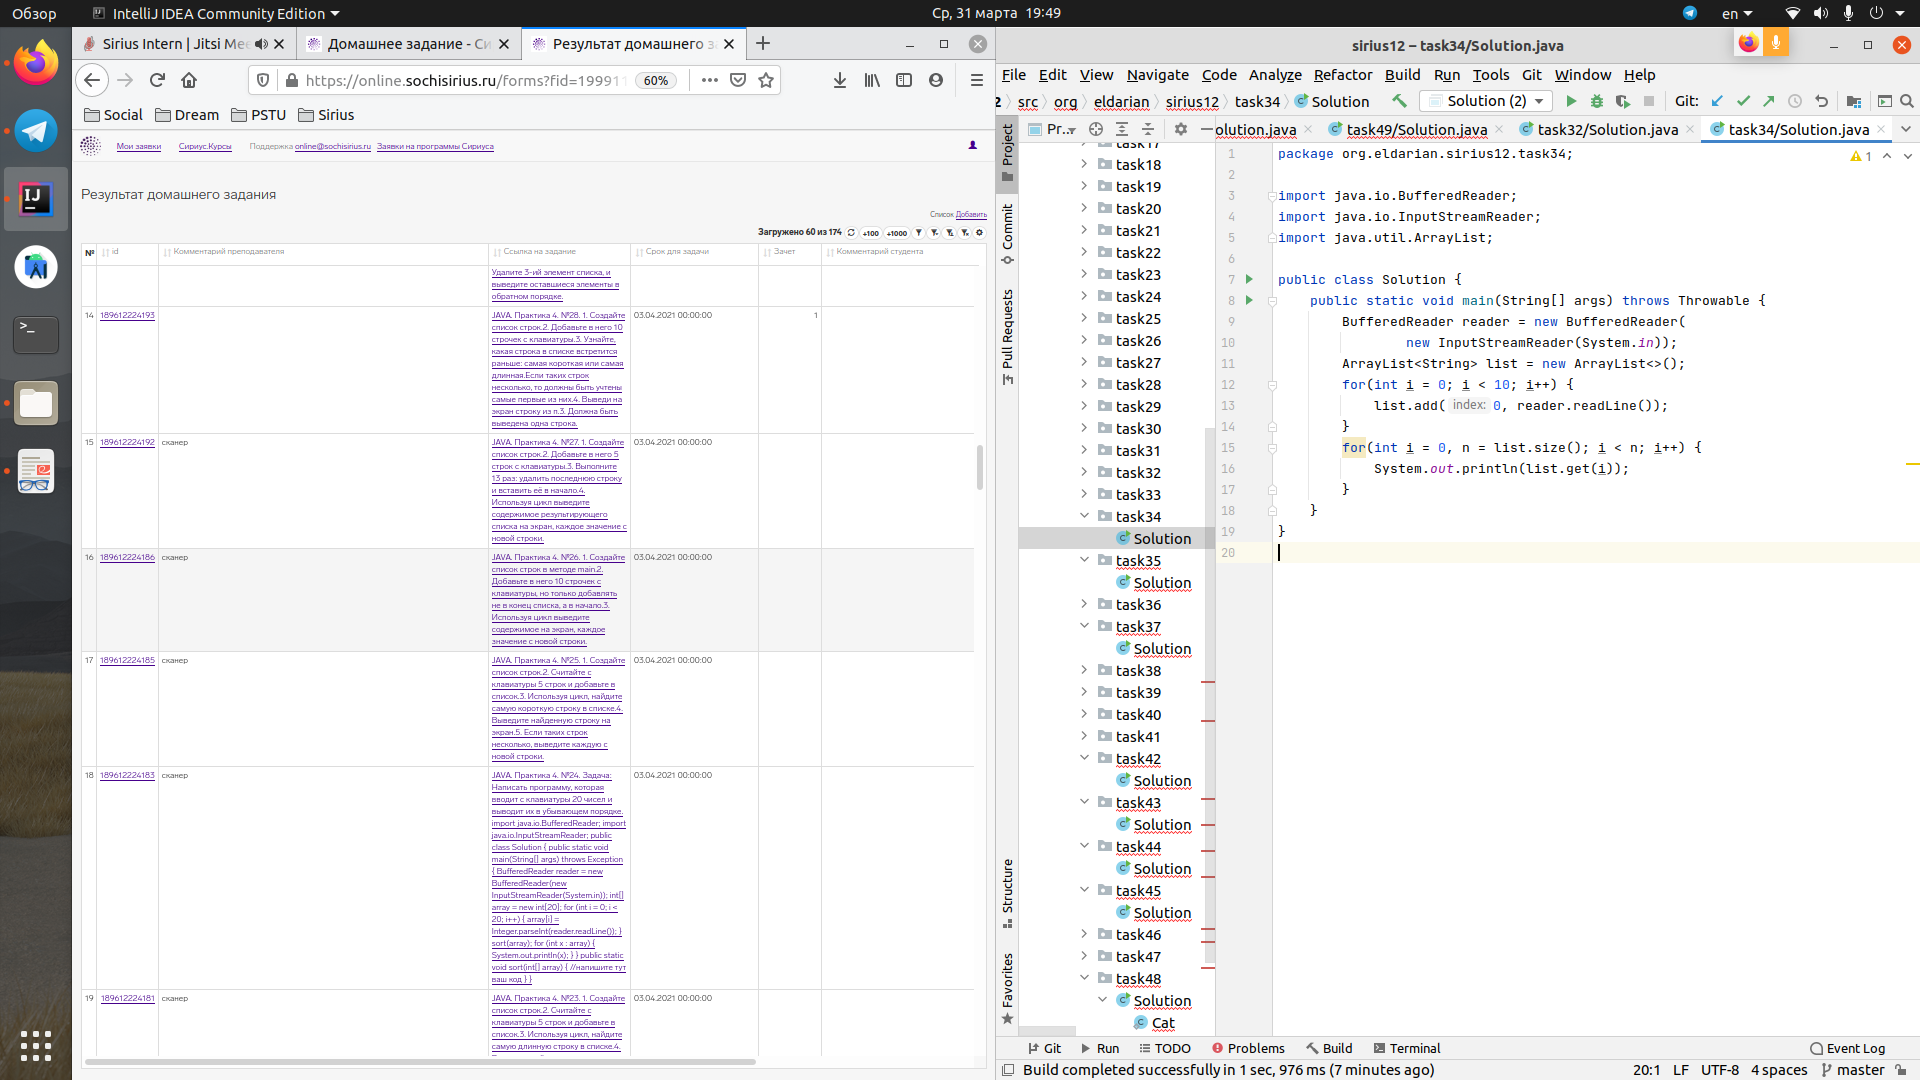 Обзор
IntelliJ IDEA Community Edition
Ср, 31 марта 19:49
en
Sirius Intern | Jitsi Mee
Домашнее задание - Си
Результат домашнего за
https://online.sochisirius.ru/forms?fid=19991
60%
Social
Dream
PSTU
Sirius
Мои заявки
Сириус.Курсы
Поддержка online@sochisirius.ru
Заявки на программы Сириуса
Результат домашнего задания
Список Добавить
Загружено 60 из 174
+100
+1000
№
id
Комментарий преподавателя
Ссылка на задание
Срок для задачи
Зачет
Комментарий студента
Удалите 3-ий элемент списка, и
выведите оставшиеся элементы в
обратном порядке.
14
189612224193
JAVA. Практика 4. №28. 1. Создайте
список строк.2. Добавьте в него 10
строчек с клавиатуры.3. Узнайте,
какая строка в списке встретится
раньше: самая короткая или самая
длинная.Если таких строк
несколько, то должны быть учтены
самые первые из них.4. Выведи на
экран строку из п.3. Должна быть
выведена одна строка.
03.04.2021 00:00:00
1
15
189612224192
сканер
JAVA. Практика 4. №27. 1. Создайте
список строк.2. Добавьте в него 5
строк с клавиатуры.3. Выполните
13 раз: удалить последнюю строку
и вставить её в начало.4.
Используя цикл выведите
содержимое результирующего
списка на экран, каждое значение с
новой строки.
03.04.2021 00:00:00
16
189612224186
сканер
JAVA. Практика 4. №26. 1. Создайте
список строк в методе main.2.
Добавьте в него 10 строчек с
клавиатуры, но только добавлять
не в конец списка, а в начало.3.
Используя цикл выведите
содержимое на экран, каждое
значение с новой строки.
03.04.2021 00:00:00
17
189612224185
сканер
JAVA. Практика 4. №25. 1. Создайте
список строк.2. Считайте с
клавиатуры 5 строк и добавьте в
список.3. Используя цикл, найдите
самую короткую строку в списке.4.
Выведите найденную строку на
экран.5. Если таких строк
несколько, выведите каждую с
новой строки.
03.04.2021 00:00:00
18
189612224183
сканер
JAVA. Практика 4. №24. Задача:
Написать программу, которая
вводит с клавиатуры 20 чисел и
выводит их в убывающем порядке.
import java.io.BufferedReader; import
java.io.InputStreamReader; public
class Solution { public static void
main(String[] args) throws Exception
{ BufferedReader reader = new
BufferedReader(new
InputStreamReader(System.in)); int[]
array = new int[20]; for (int i = 0; i <
20; i++) { array[i] =
Integer.parseInt(reader.readLine()); }
sort(array); for (int x : array) {
System.out.println(x); } } public static
void sort(int[] array) { //напишите тут
ваш код } }
03.04.2021 00:00:00
19
189612224181
сканер
JAVA. Практика 4. №23. 1. Создайте
список строк.2. Считайте с
клавиатуры 5 строк и добавьте в
список.3. Используя цикл, найдите
самую длинную строку в списке.4.
03.04.2021 00:00:00
sirius12 – task34/Solution.java
File Edit View Navigate Code Analyze Refactor Build Run Tools Git Window Help
2 src org eldarian sirius12 task34 Solution
Solution (2)
Git:
Pr...
olution.java
task49/Solution.java
task32/Solution.java
task34/Solution.java
Project
Commit
Pull Requests
Structure
Favorites
task17
task18
task19
task20
task21
task22
task23
task24
task25
task26
task27
task28
task29
task30
task31
task32
task33
task34
Solution
task35
Solution
task36
task37
Solution
task38
task39
task40
task41
task42
Solution
task43
Solution
task44
Solution
task45
Solution
task46
task47
task48
Solution
Cat
1 package org.eldarian.sirius12.task34;
2
3 import java.io.BufferedReader;
4 import java.io.InputStreamReader;
5 import java.util.ArrayList;
6
7 public class Solution {
8 public static void main(String[] args) throws Throwable {
9 BufferedReader reader = new BufferedReader(
10 new InputStreamReader(System.in));
11 ArrayList<String> list = new ArrayList<>();
12 for(int i = 0; i < 10; i++) {
13 list.add( index: 0, reader.readLine());
14 }
15 for(int i = 0, n = list.size(); i < n; i++) {
16 System.out.println(list.get(i));
17 }
18 }
19 }
20
1
Git
Run
TODO
Problems
Build
Terminal
Event Log
Build completed successfully in 1 sec, 976 ms (7 minutes ago)
20:1 LF UTF-8 4 spaces master